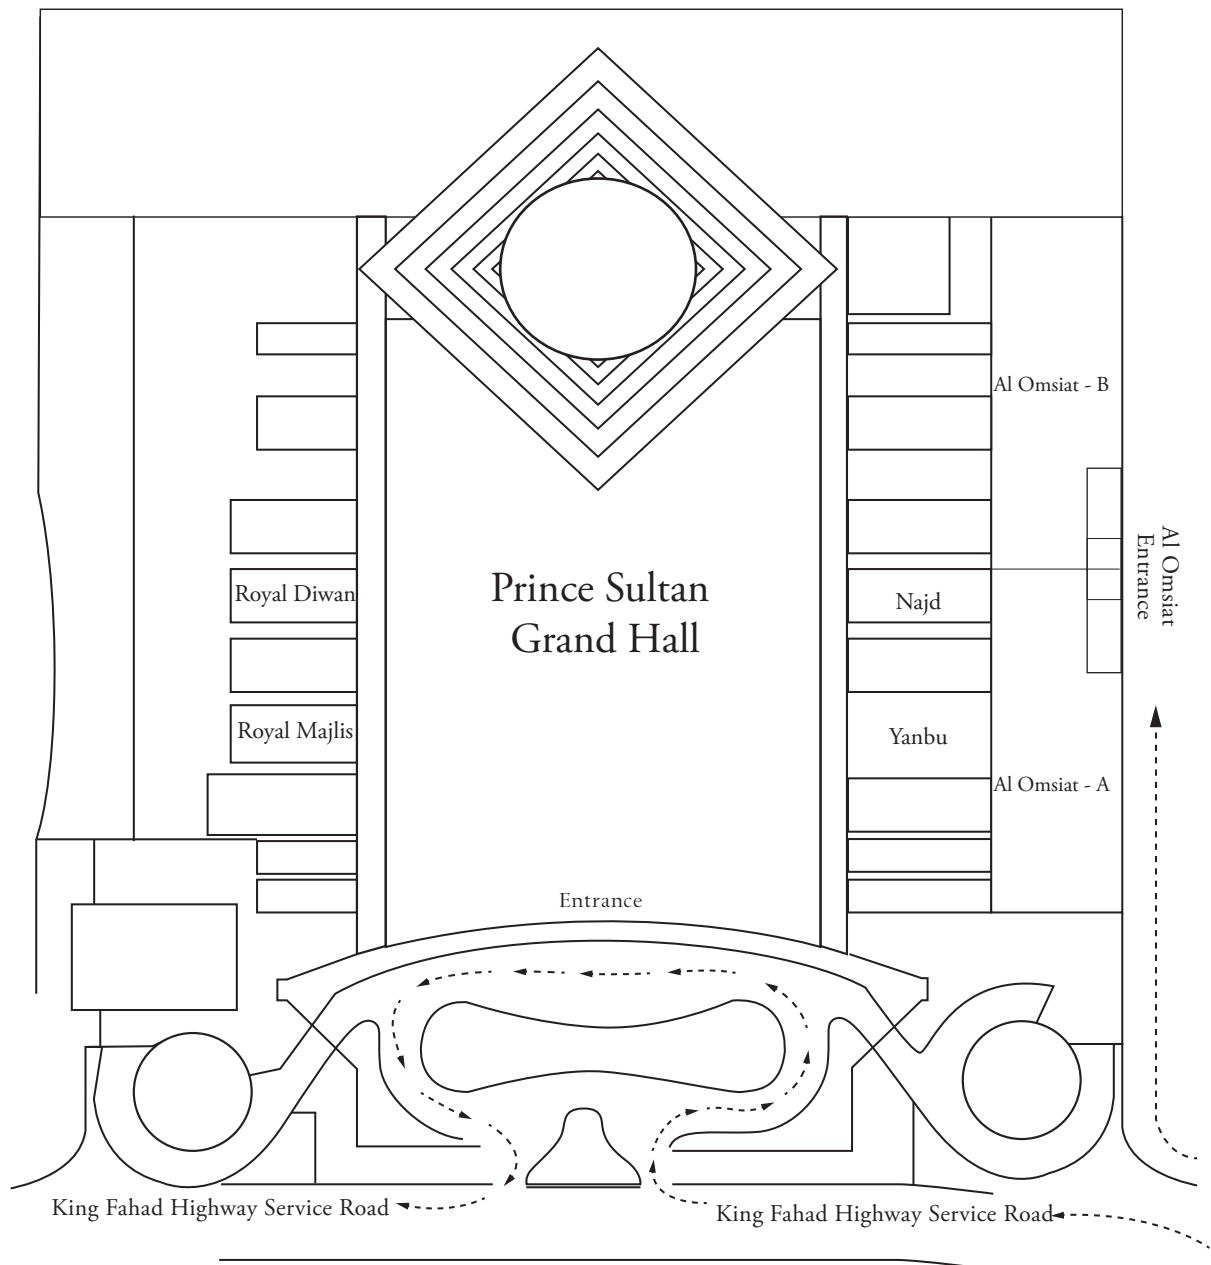 Al Omsiat - B
Al Omsiat
Entrance
Royal Diwan
Prince Sultan
Grand Hall
Najd
Royal Majlis
Yanbu
Al Omsiat - A
Entrance
King Fahad Highway Service Road
King Fahad Highway Service Road